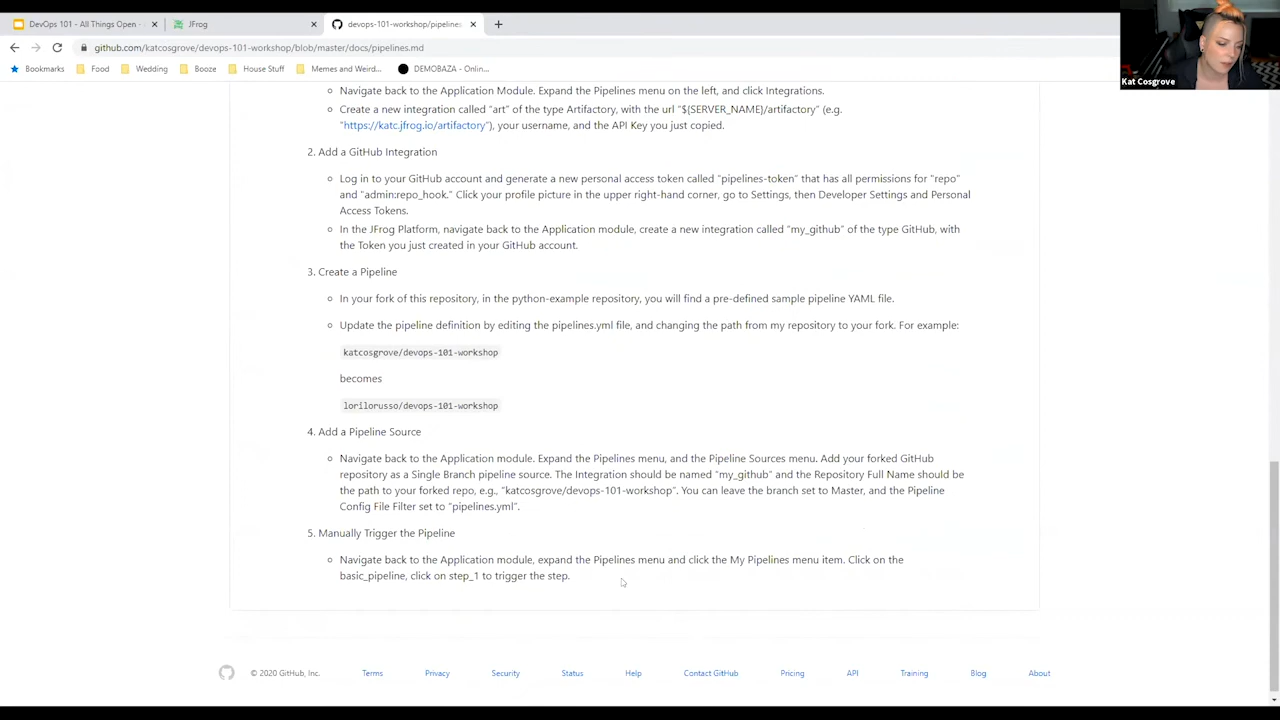 DevOps 101 - All Things Open -
JFrog
devops-101-workshop/pipelines
github.com/katcosgrove/devops-101-workshop/blob/master/docs/pipelines.md
Bookmarks
Food
Wedding
Booze
House Stuff
Memes and Weird...
DEMOBAZA - Onlin...
Kat Cosgrove
Navigate back to the Application Module. Expand the Pipelines menu on the left, and click Integrations.
Create a new integration called "art" of the type Artifactory, with the url "${SERVER_NAME}/artifactory" (e.g.
"https://katc.jfrog.io/artifactory"), your username, and the API Key you just copied.
2. Add a GitHub Integration
Log in to your GitHub account and generate a new personal access token called "pipelines-token" that has all permissions for "repo"
and "admin:repo_hook." Click your profile picture in the upper right-hand corner, go to Settings, then Developer Settings and Personal
Access Tokens.
In the JFrog Platform, navigate back to the Application module, create a new integration called "my_github" of the type GitHub, with
the Token you just created in your GitHub account.
3. Create a Pipeline
In your fork of this repository, in the python-example repository, you will find a pre-defined sample pipeline YAML file.
Update the pipeline definition by editing the pipelines.yml file, and changing the path from my repository to your fork. For example:
katcosgrove/devops-101-workshop
becomes
lorilorusso/devops-101-workshop
4. Add a Pipeline Source
Navigate back to the Application module. Expand the Pipelines menu, and the Pipeline Sources menu. Add your forked GitHub
repository as a Single Branch pipeline source. The Integration should be named "my_github" and the Repository Full Name should be
the path to your forked repo, e.g., "katcosgrove/devops-101-workshop". You can leave the branch set to Master, and the Pipeline
Config File Filter set to "pipelines.yml".
5. Manually Trigger the Pipeline
Navigate back to the Application module, expand the Pipelines menu and click the My Pipelines menu item. Click on the
basic_pipeline, click on step_1 to trigger the step.
© 2020 GitHub, Inc.
Terms
Privacy
Security
Status
Help
Contact GitHub
Pricing
API
Training
Blog
About